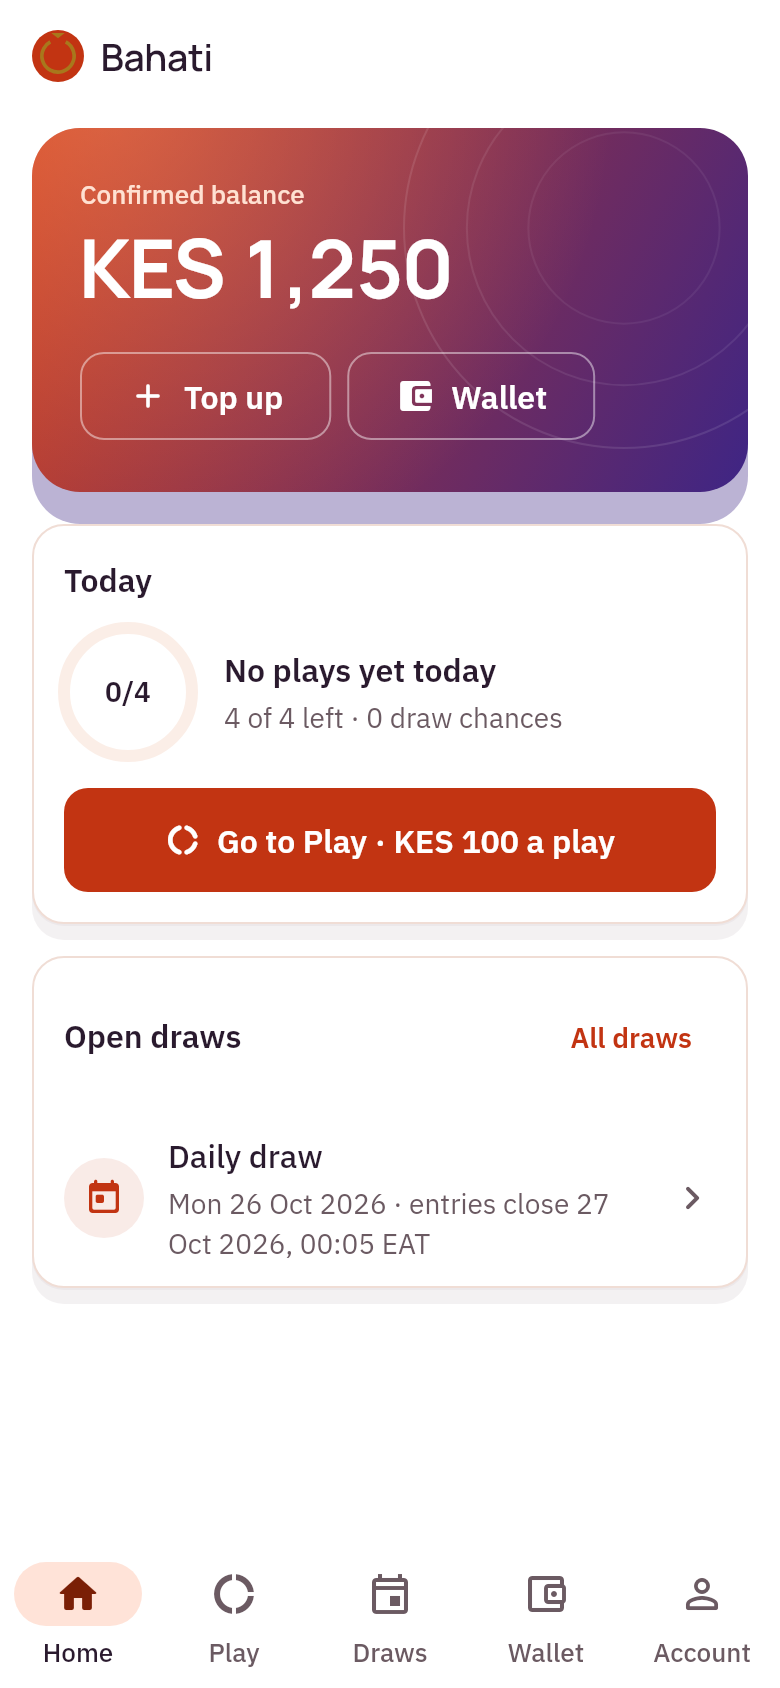 Bahati
Confirmed balance
KES 1,250
Top up
Wallet
Today
0/4
No plays yet today
4 of 4 left · 0 draw chances
Go to Play · KES 100 a play
Open draws
All draws
Daily draw
Mon 26 Oct 2026 · entries close 27
Oct 2026, 00:05 EAT
Home
Play
Draws
Wallet
Account